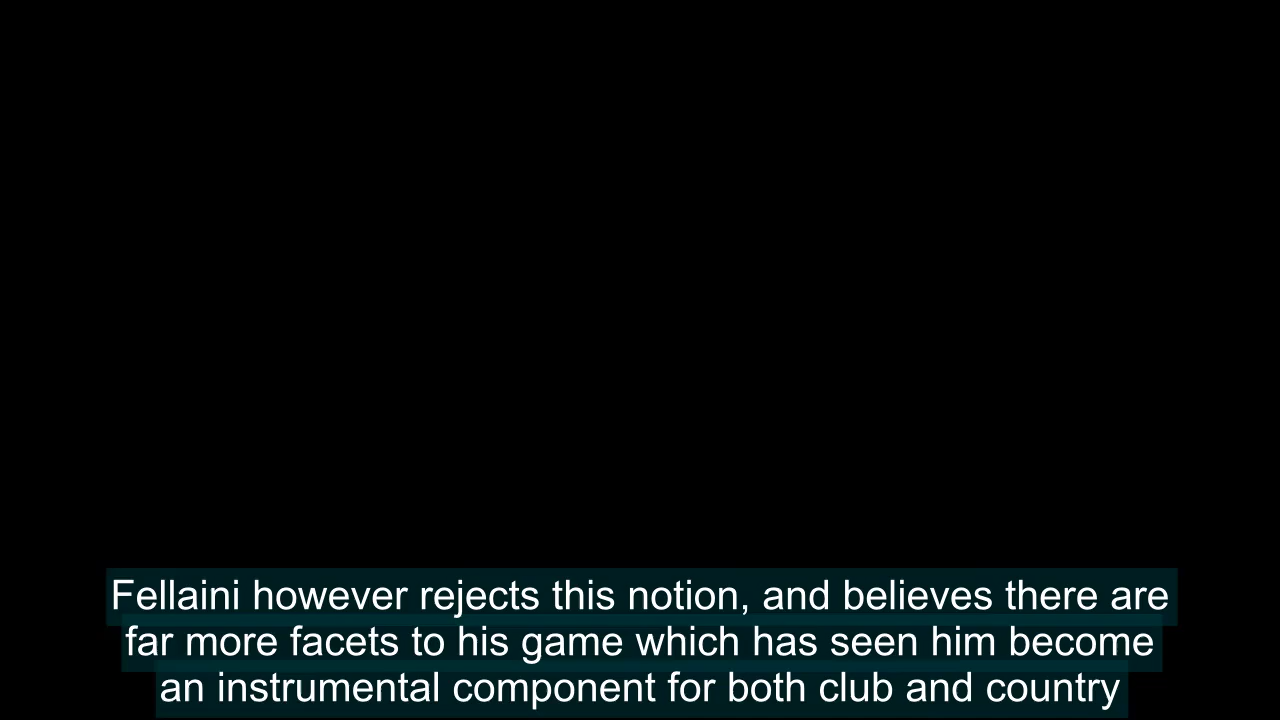 Fellaini however rejects this notion, and believes there are
far more facets to his game which has seen him become
an instrumental component for both club and country